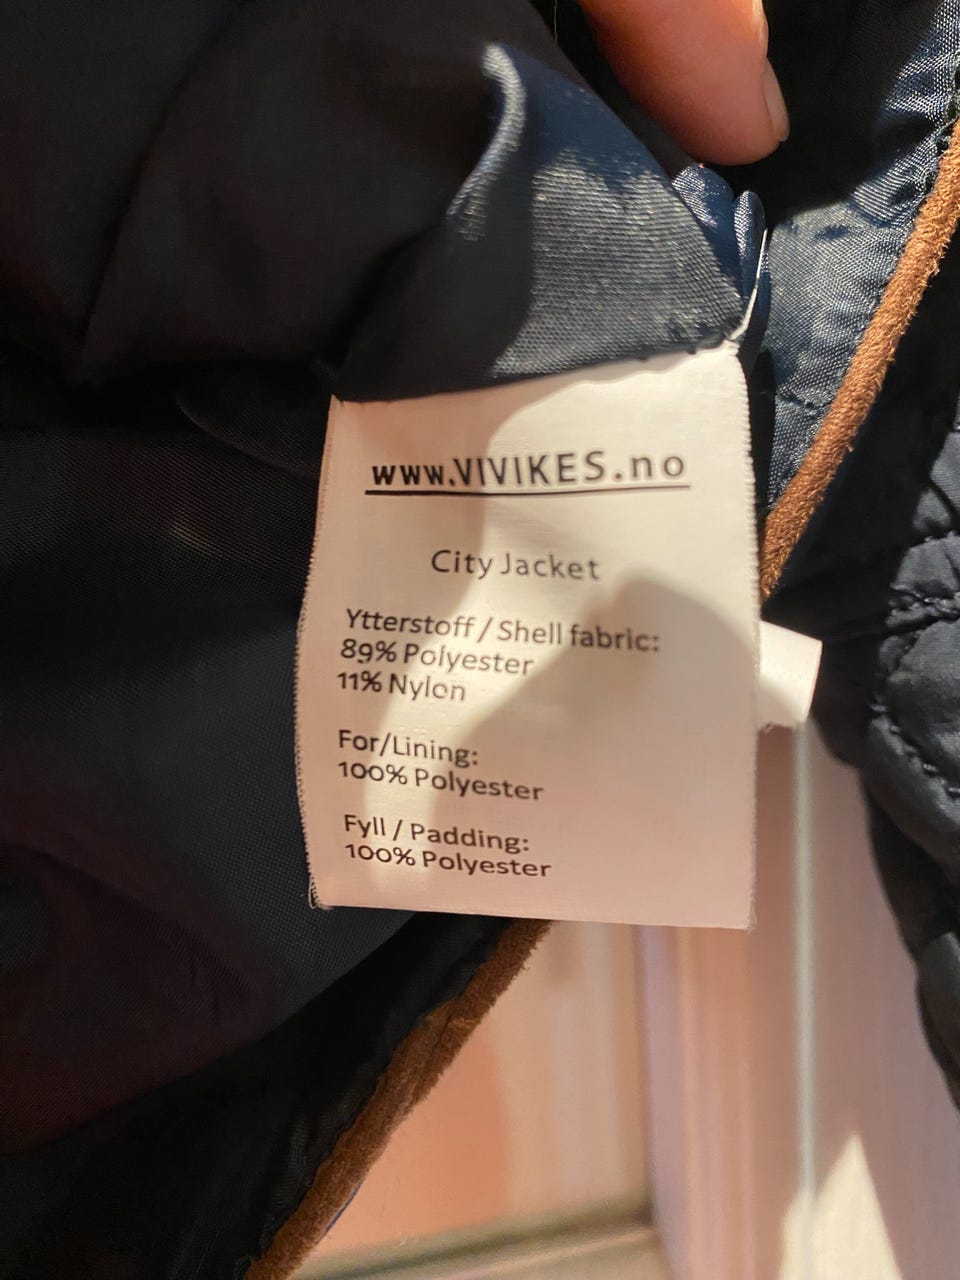 www.VIVIKES.no
City Jacket
Ytterstoff / Shell fabric:
89% Polyester
11% Nylon
For/Lining:
100% Polyester
Fyll / Padding:
100% Polyester